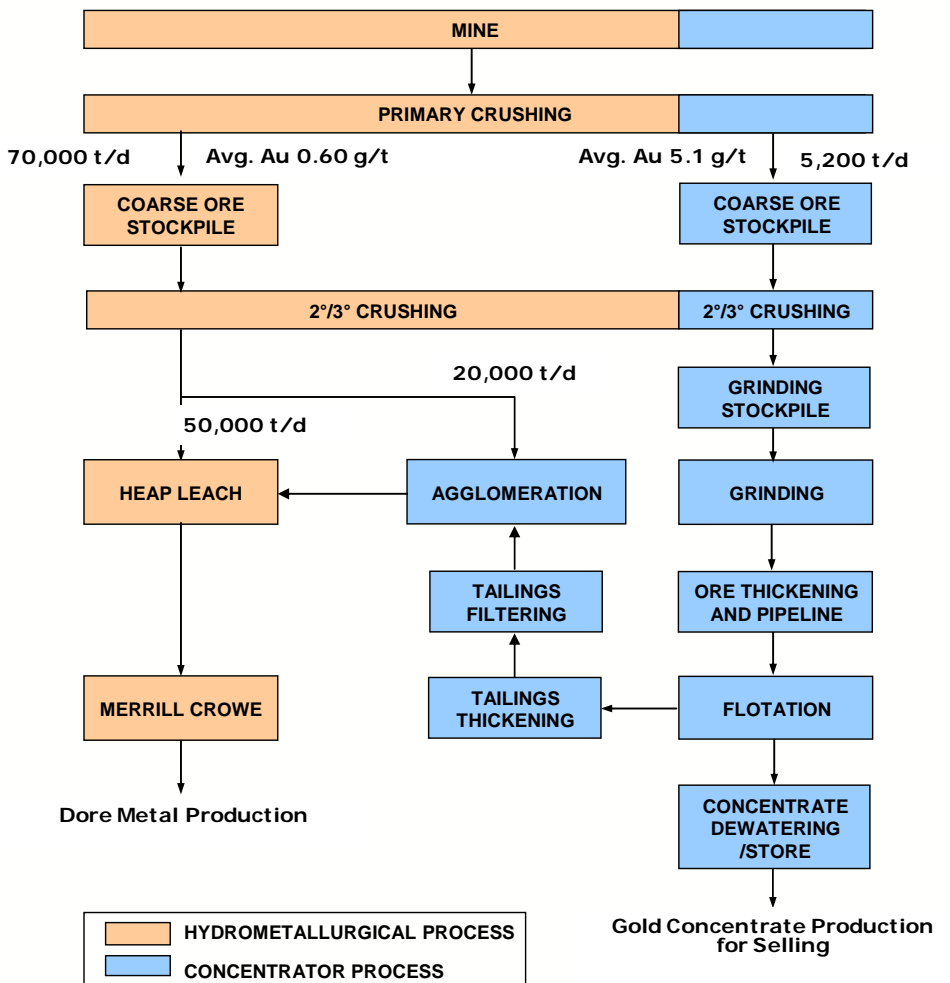 MINE
PRIMARY CRUSHING
70,000 t/d
Avg. Au 0.60 g/t
Avg. Au 5.1 g/t
5,200 t/d
COARSE ORE
STOCKPILE
COARSE ORE
STOCKPILE
2°/3° CRUSHING
2°/3° CRUSHING
20,000 t/d
50,000 t/d
GRINDING
STOCKPILE
HEAP LEACH
AGGLOMERATION
GRINDING
TAILINGS
FILTERING
ORE THICKENING
AND PIPELINE
MERRILL CROWE
TAILINGS
THICKENING
FLOTATION
Dore Metal Production
CONCENTRATE
DEWATERING
/STORE
Gold Concentrate Production
for Selling
HYDROMETALLURGICAL PROCESS
CONCENTRATOR PROCESS